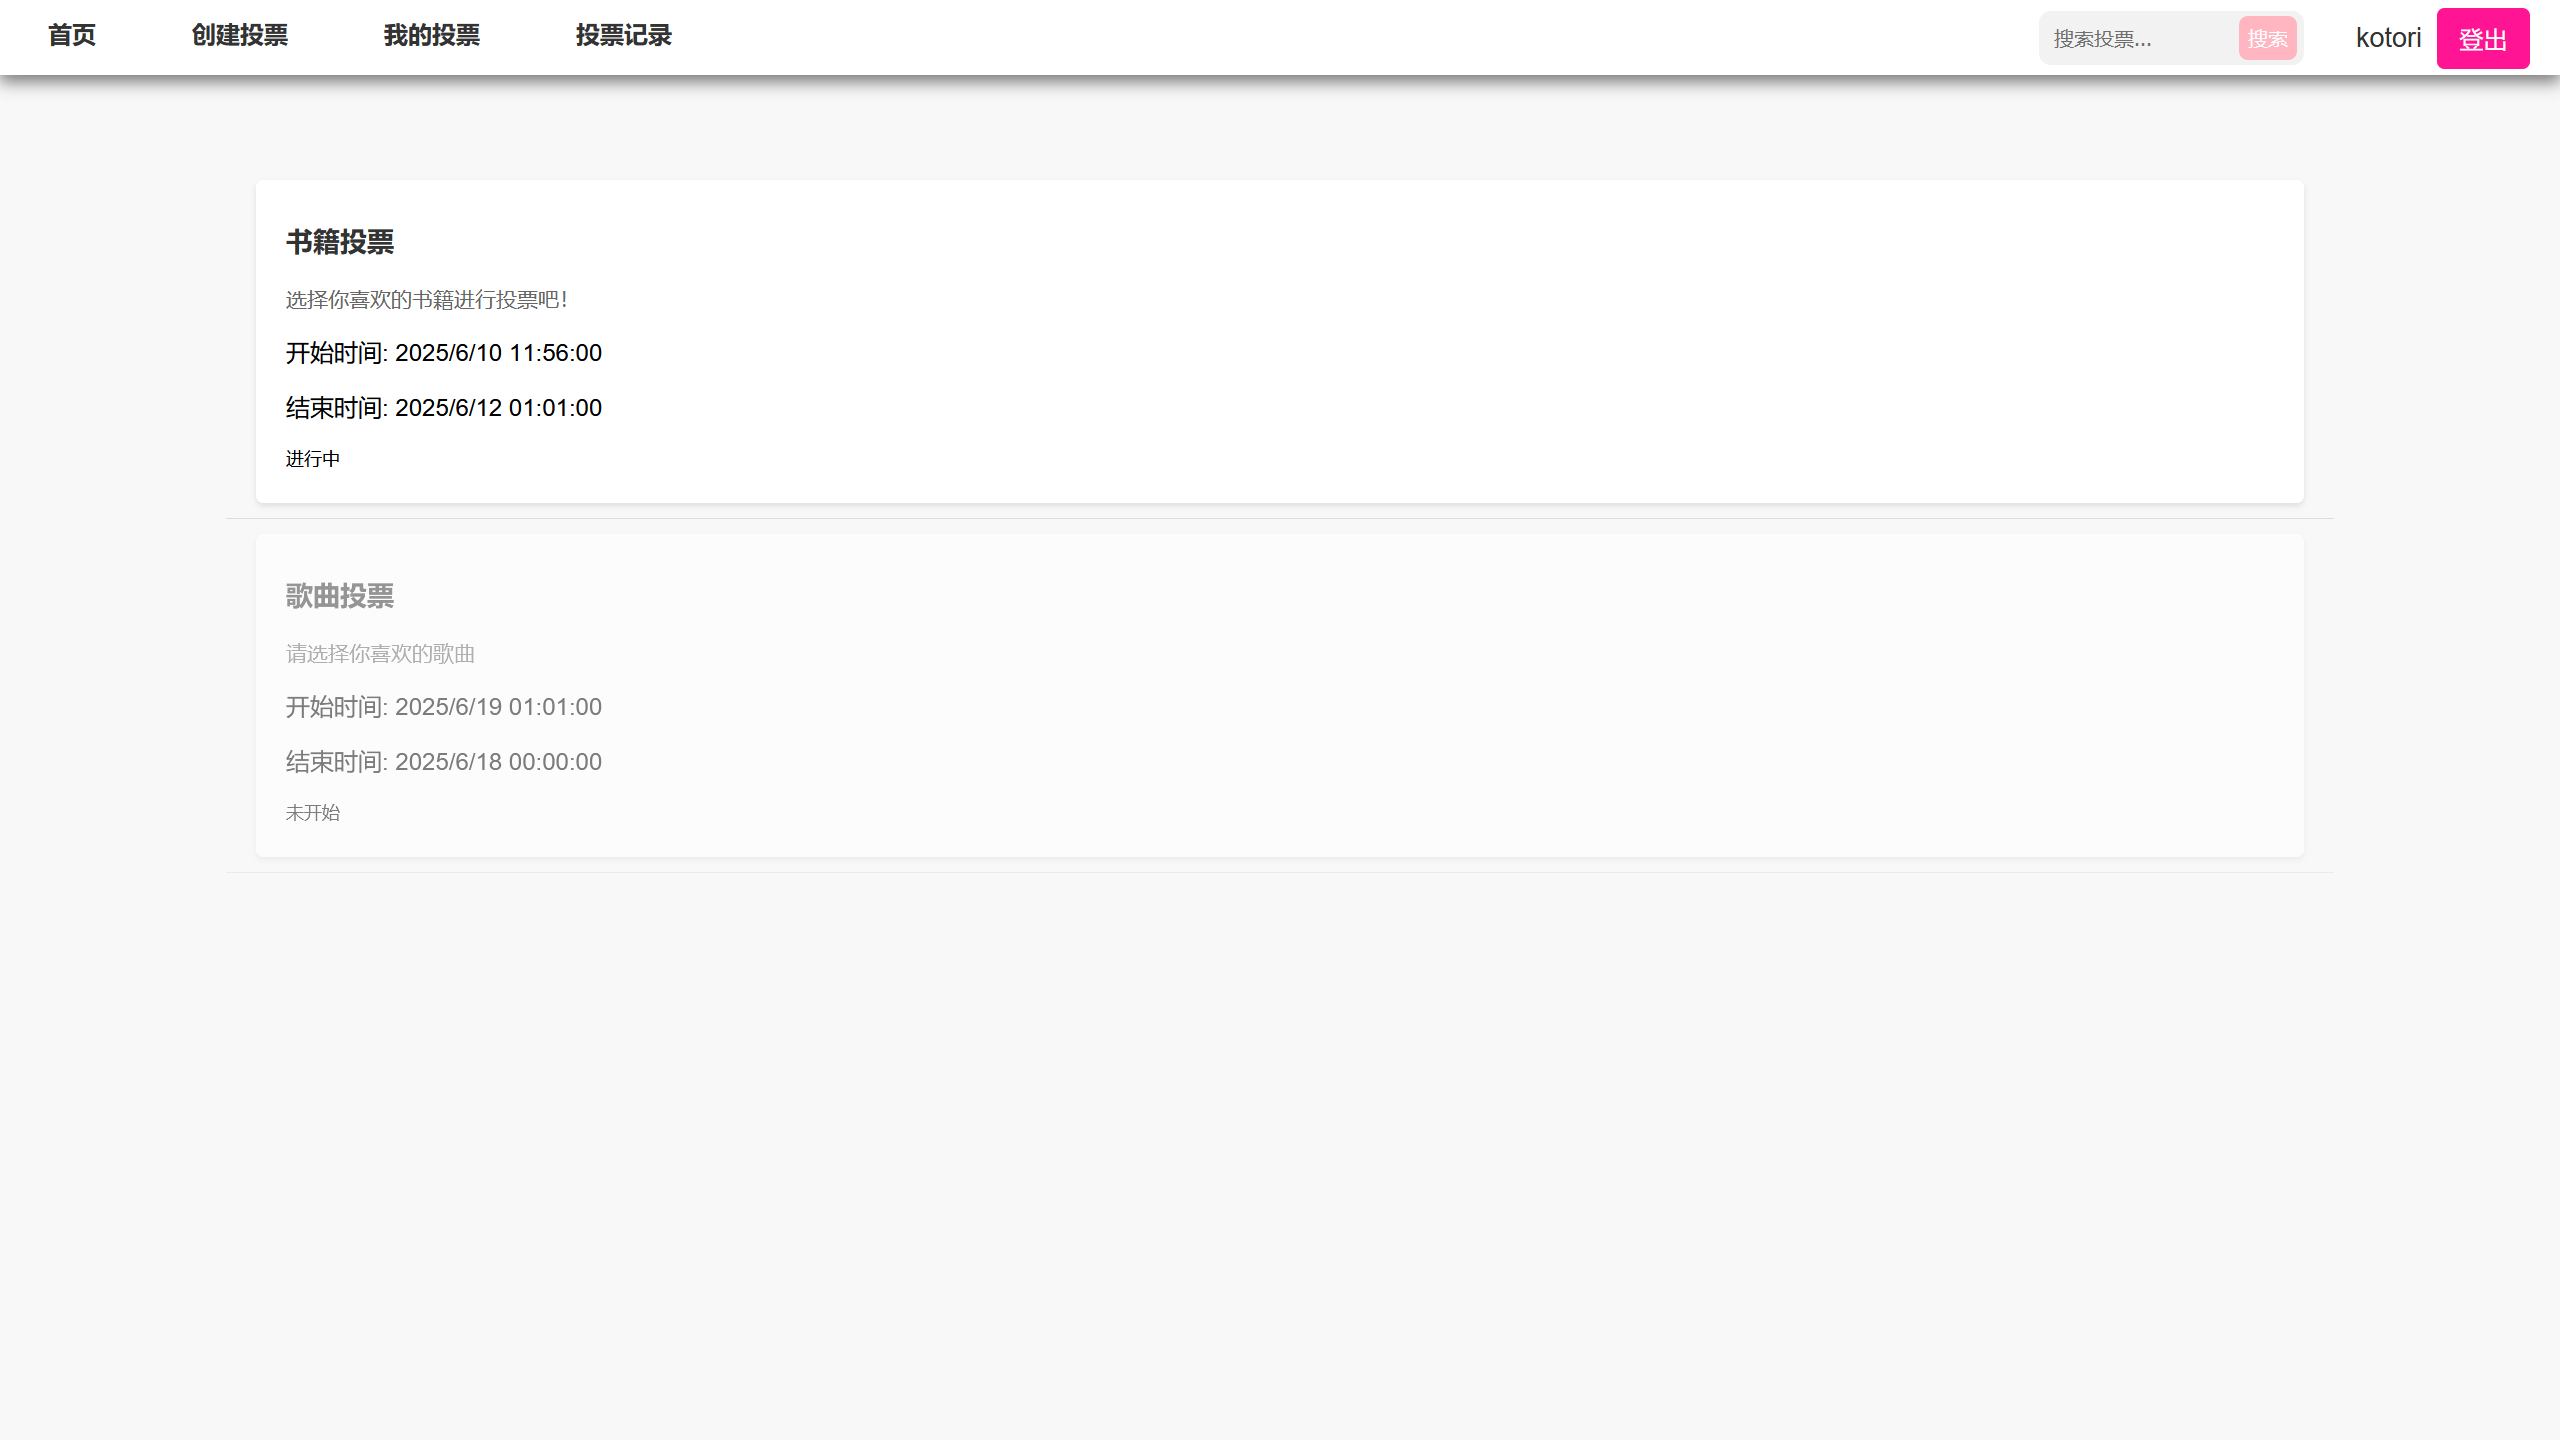 首页 创建投票 我的投票 投票记录 搜索投票... 搜索 kotori 登出
书籍投票
选择你喜欢的书籍进行投票吧！
开始时间: 2025/6/10 11:56:00
结束时间: 2025/6/12 01:01:00
进行中
歌曲投票
请选择你喜欢的歌曲
开始时间: 2025/6/19 01:01:00
结束时间: 2025/6/18 00:00:00
未开始